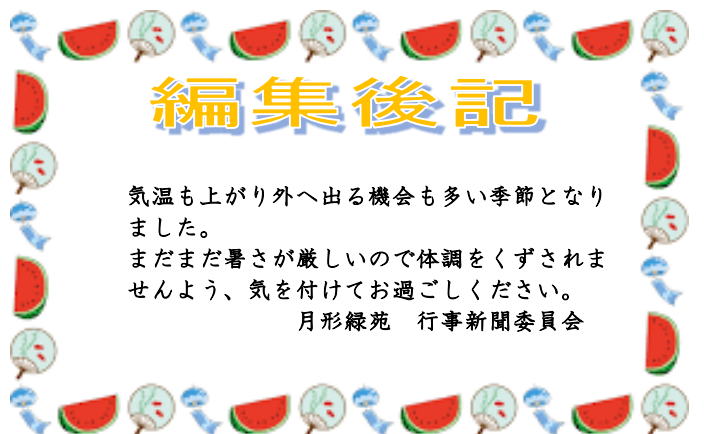 編集後記
気温も上がり外へ出る機会も多い季節となり
ました。
まだまだ暑さが厳しいので体調をくずされま
せんよう、気を付けてお過ごしください。
月形緑苑　行事新聞委員会